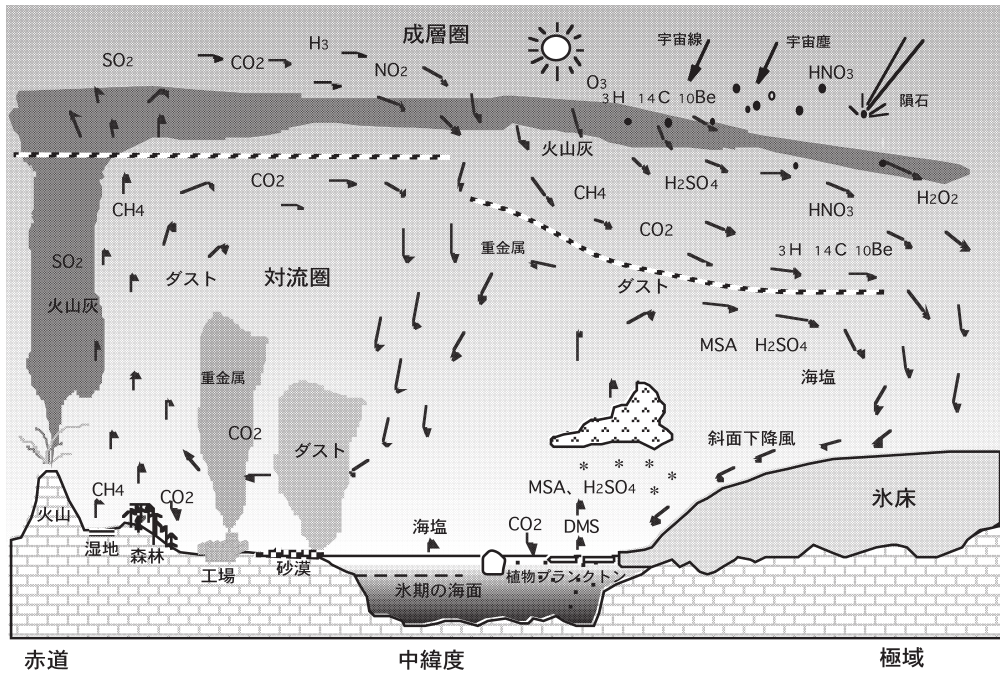 成層圏
宇宙線
宇宙塵
SO2
CO2
H3
NO2
O3
HNO3
3H 14C 10Be
隕石
火山灰
CO2
CH4
CH4
H2SO4
HNO3
H2O2
SO2
火山灰
ダスト
対流圏
重金属
CO2
3H 14C 10Be
ダスト
MSA H2SO4
海塩
重金属
CO2
ダスト
斜面下降風
MSA、H2SO4
氷床
CH4
CO2
火山
湿地
森林
工場
砂漠
海塩
CO2
DMS
植物プランクトン
氷期の海面
赤道
中緯度
極域